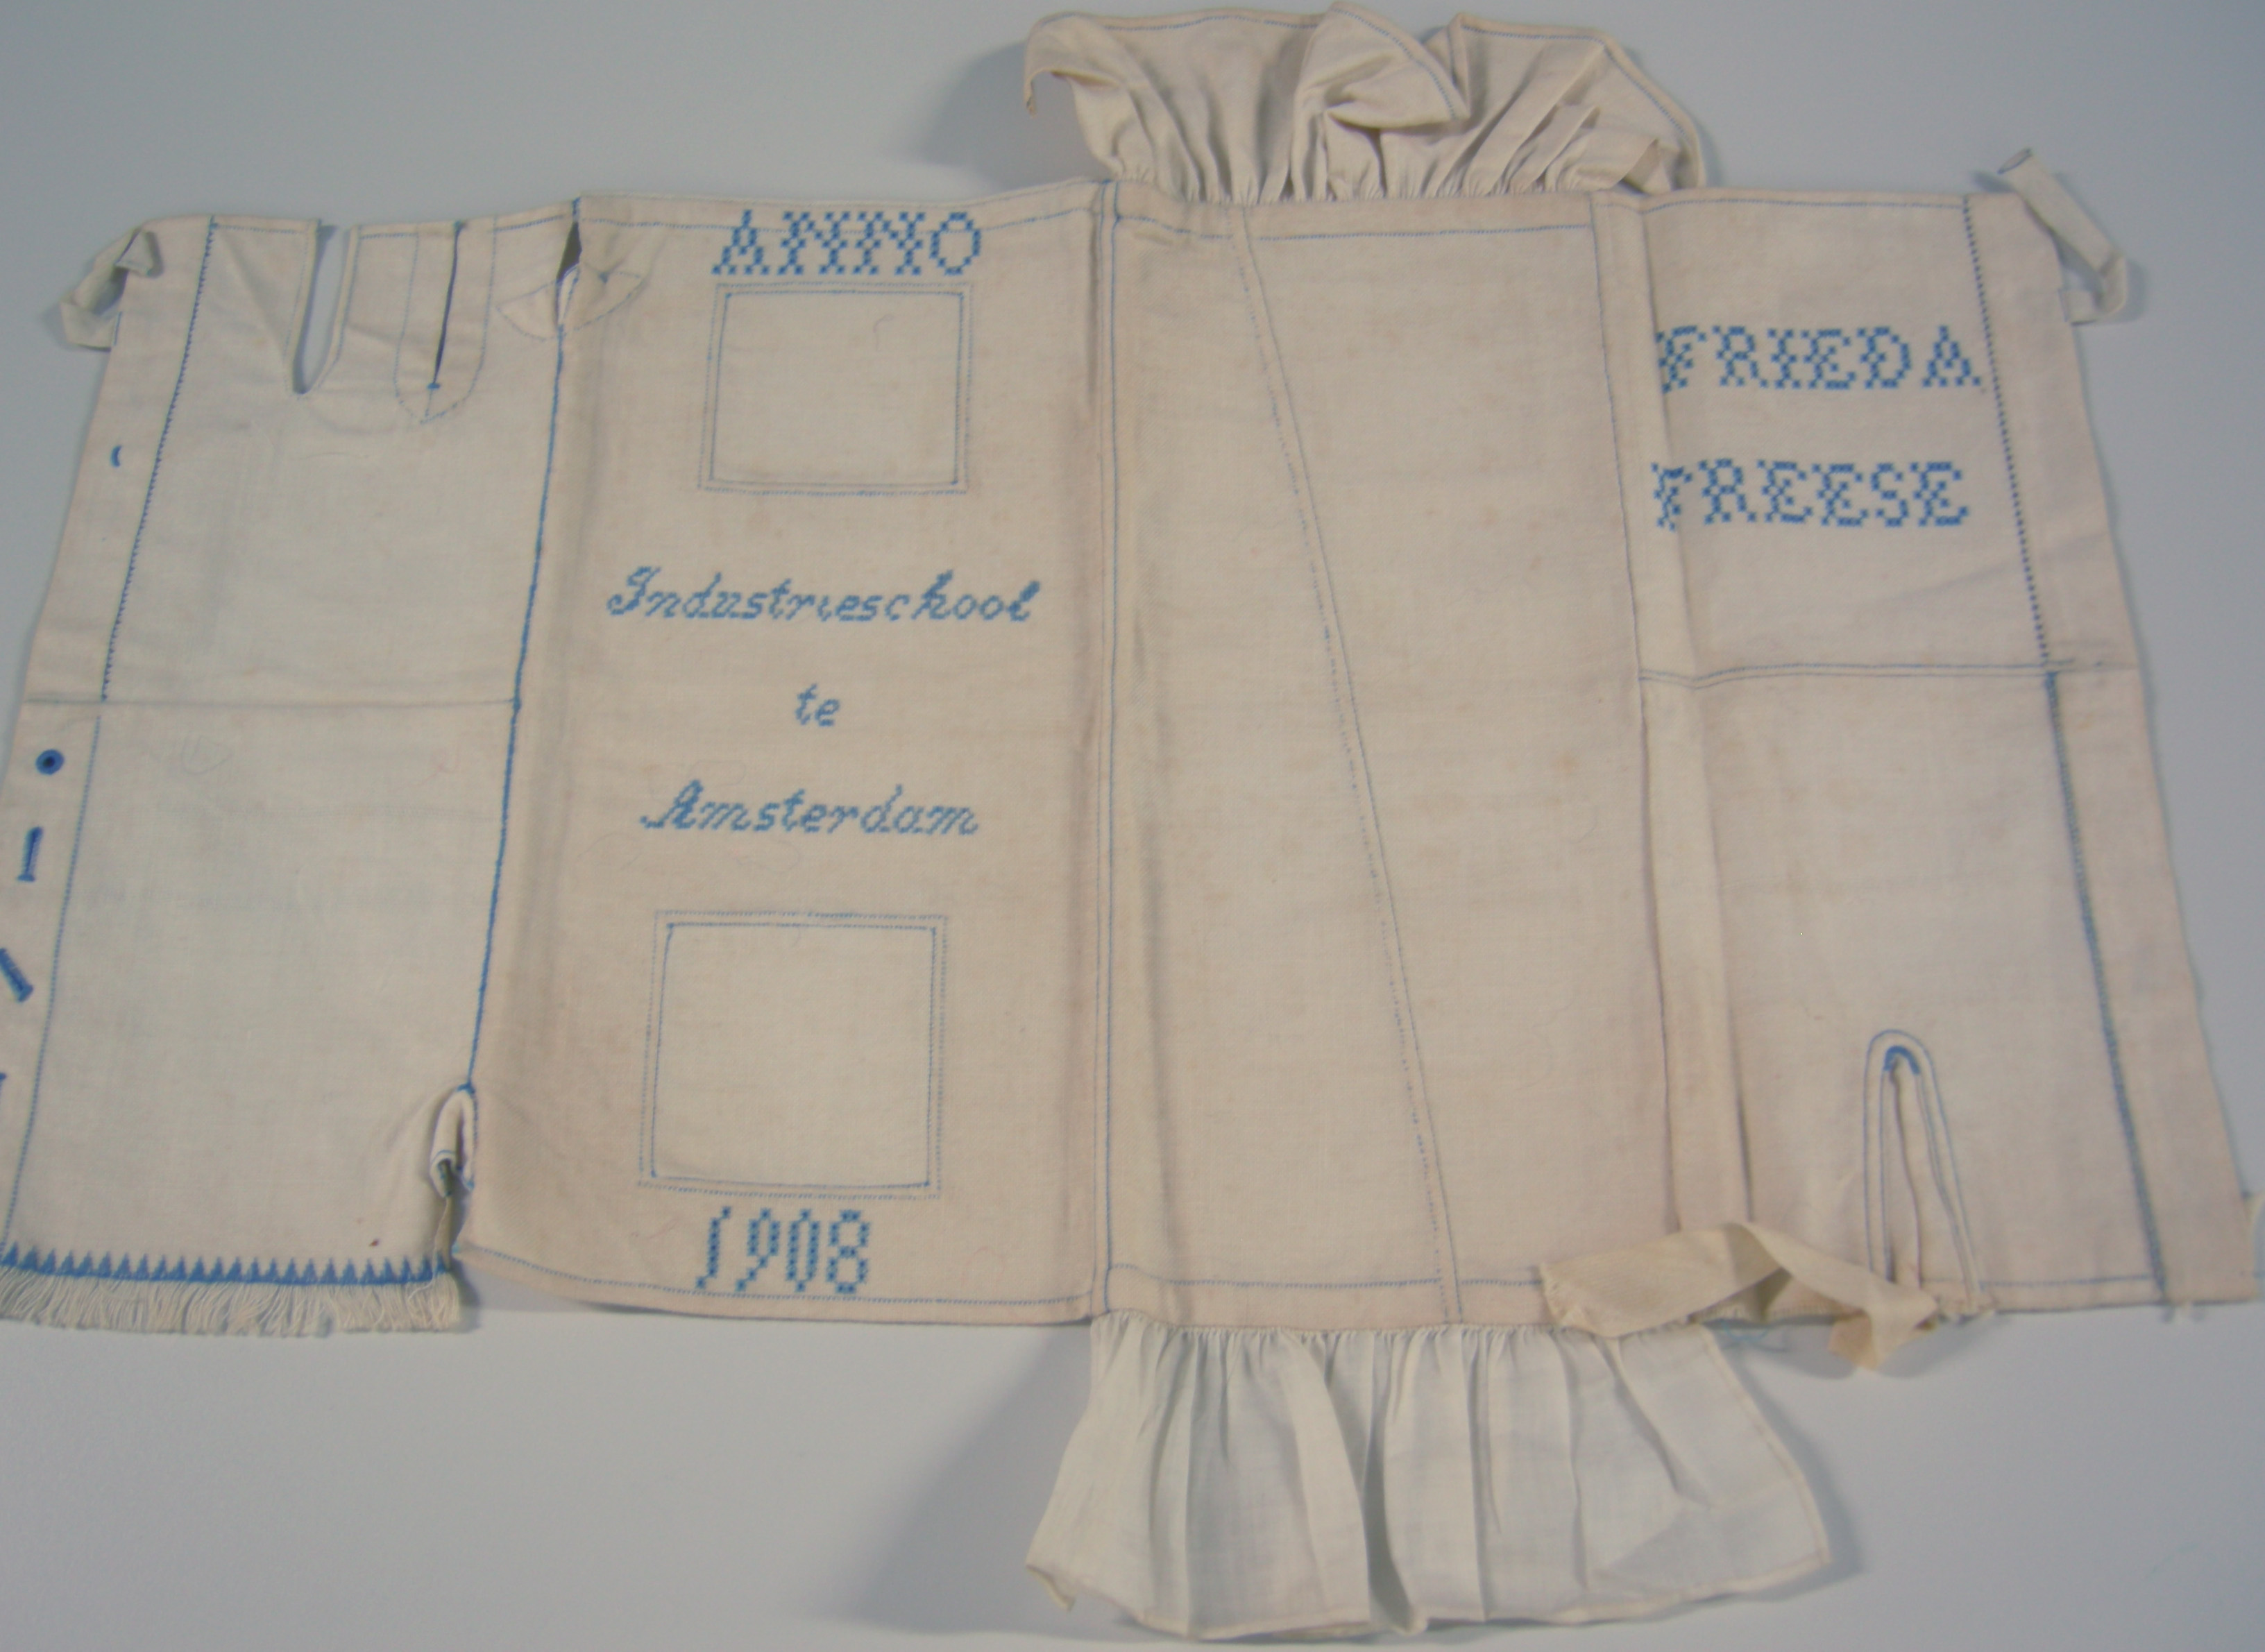 ANNO
Industrieschool
te
Amsterdam
1908
FRIEDA
FREESE